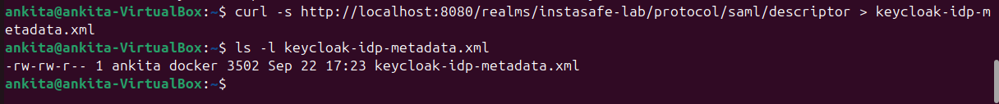 ankita@ankita-VirtualBox:~$ curl -s http://localhost:8080/realms/instasafe-lab/protocol/saml/descriptor > keycloak-idp-m
etadata.xml
ankita@ankita-VirtualBox:~$ ls -l keycloak-idp-metadata.xml
-rw-rw-r-- 1 ankita docker 3502 Sep 22 17:23 keycloak-idp-metadata.xml
ankita@ankita-VirtualBox:~$